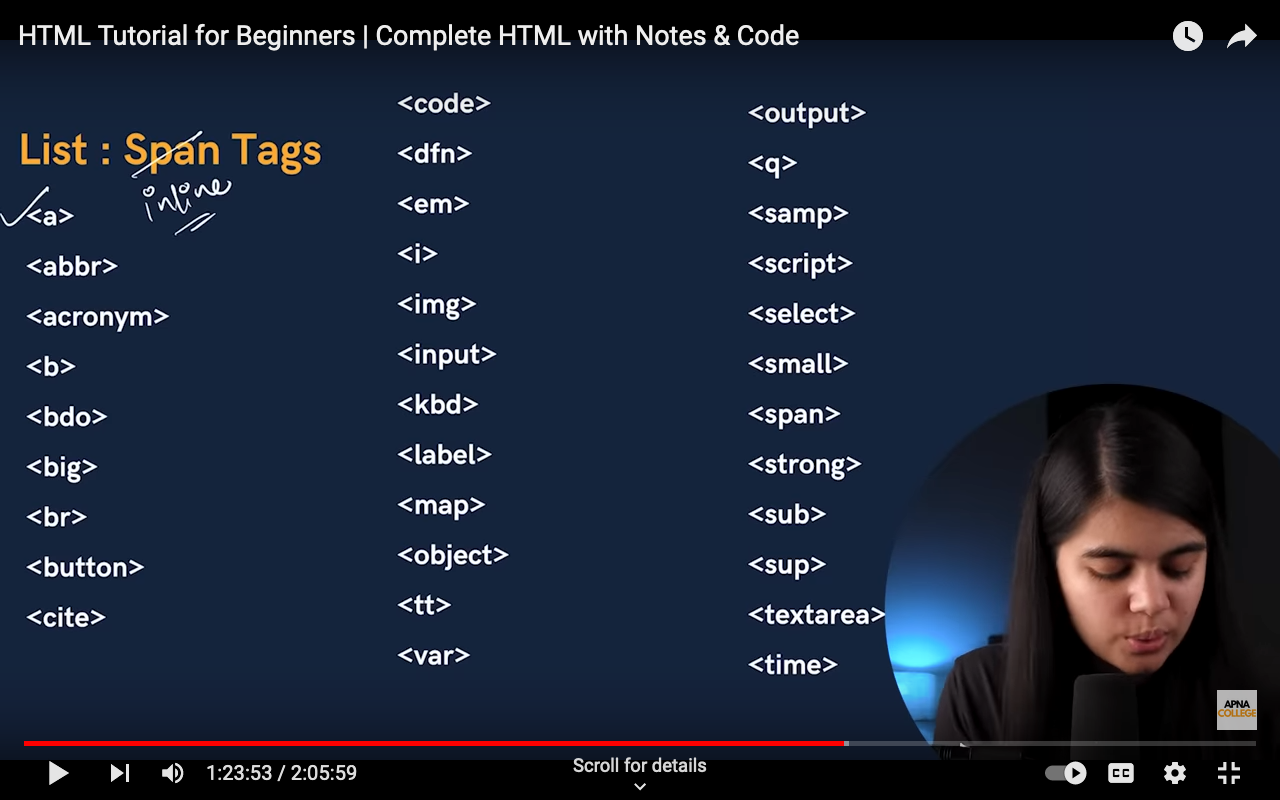 HTML Tutorial for Beginners | Complete HTML with Notes & Code
List : Span Tags
inline
<a>
<abbr>
<acronym>
<b>
<bdo>
<big>
<br>
<button>
<cite>
<code>
<dfn>
<em>
<i>
<img>
<input>
<kbd>
<label>
<map>
<object>
<tt>
<var>
<output>
<q>
<samp>
<script>
<select>
<small>
<span>
<strong>
<sub>
<sup>
<textarea>
<time>
APNA
COLLEGE
1:23:53 / 2:05:59
Scroll for details
CC